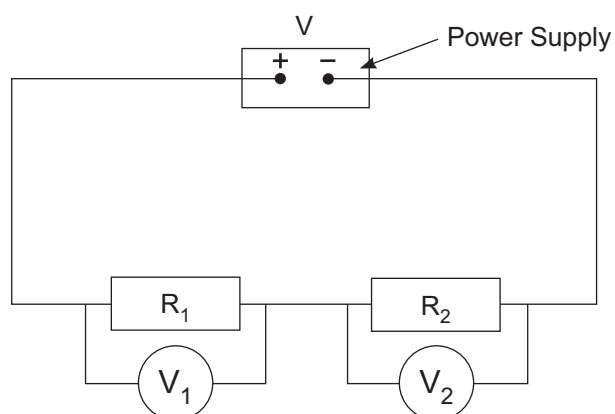 V
Power Supply
+ −
R₁
R₂
V₁
V₂